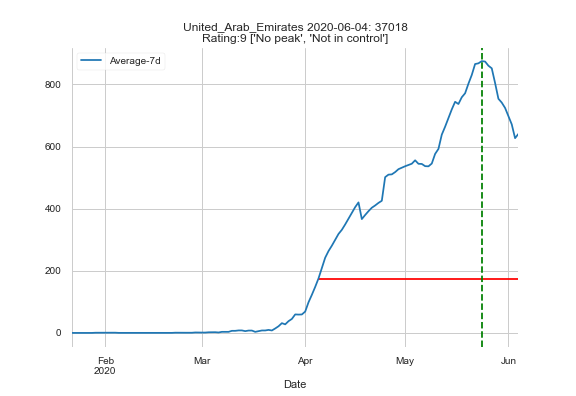 United_Arab_Emirates 2020-06-04: 37018
Rating:9 ['No peak', 'Not in control']
Average-7d
800
600
400
200
0
Feb
2020
Mar
Apr
May
Jun
Date